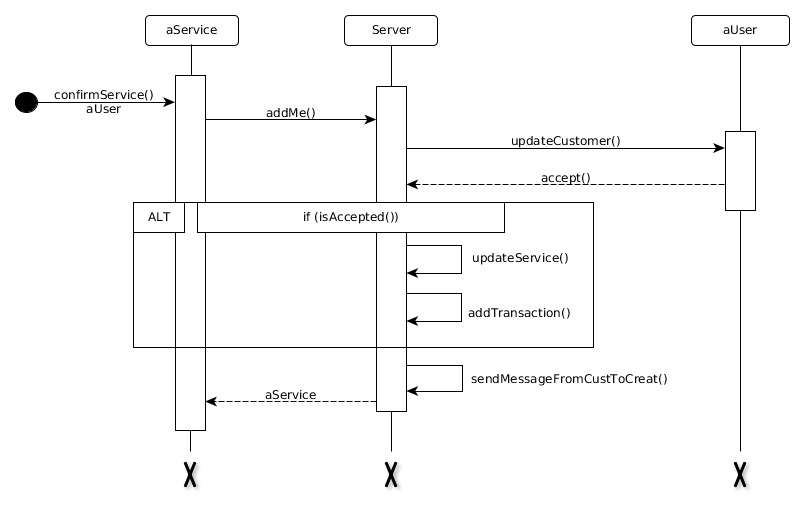 aService
Server
aUser
confirmService()
aUser
addMe()
updateCustomer()
accept()
ALT
if (isAccepted())
updateService()
addTransaction()
sendMessageFromCustToCreat()
aService